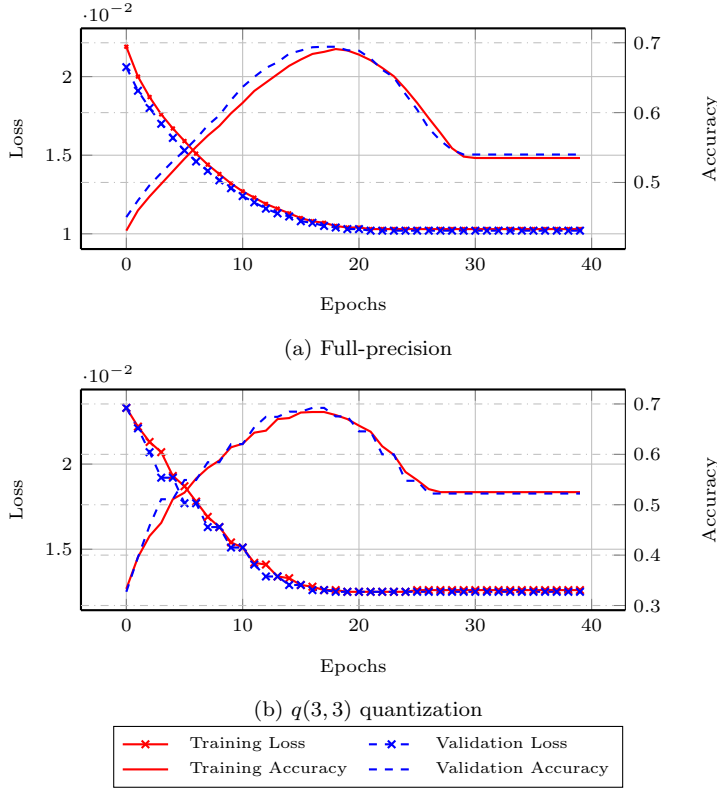 ·10⁻²
2
1.5
1
Loss
0.7
0.6
0.5
Accuracy
0 10 20 30 40
Epochs
(a) Full-precision
·10⁻²
2
1.5
Loss
0.7
0.6
0.5
0.4
0.3
Accuracy
0 10 20 30 40
Epochs
(b) q(3, 3) quantization
Training Loss Validation Loss
Training Accuracy Validation Accuracy